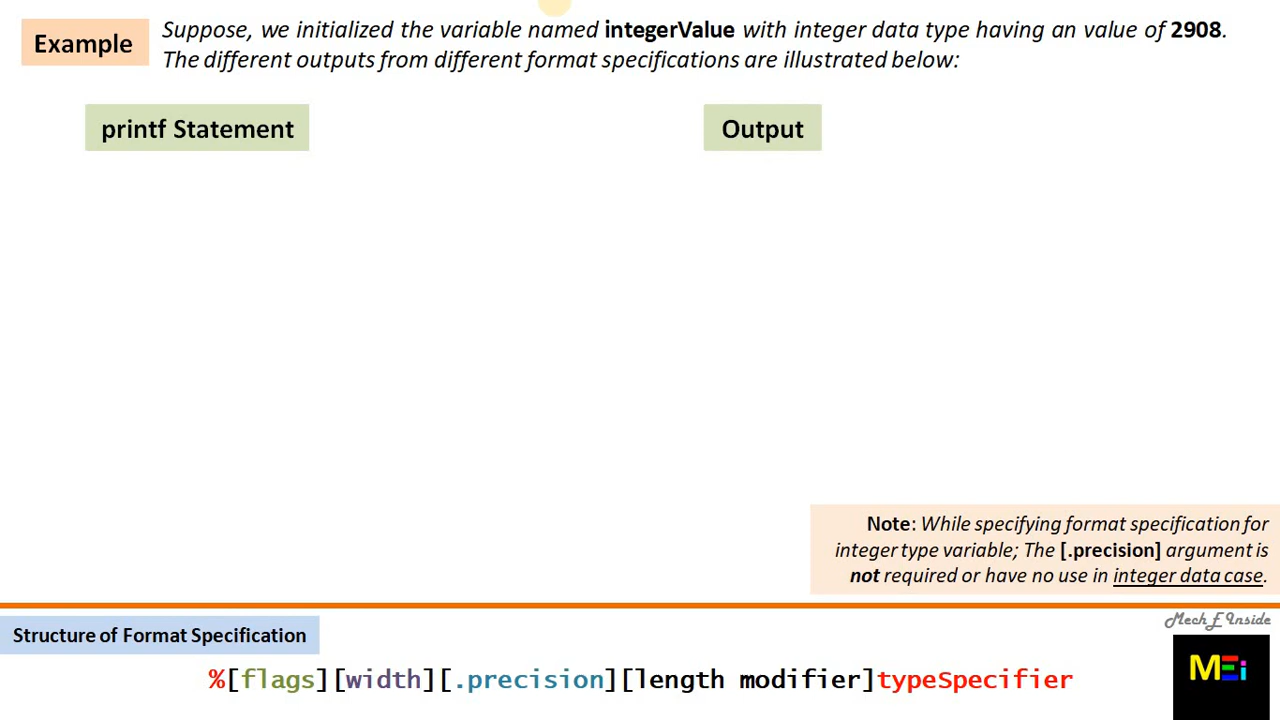 Example
Suppose, we initialized the variable named integerValue with integer data type having an value of 2908.
The different outputs from different format specifications are illustrated below:
printf Statement
Output
Note: While specifying format specification for
integer type variable; The [.precision] argument is
not required or have no use in integer data case.
Structure of Format Specification
Mech E Inside
%[flags][width][.precision][length modifier]typeSpecifier
MEi